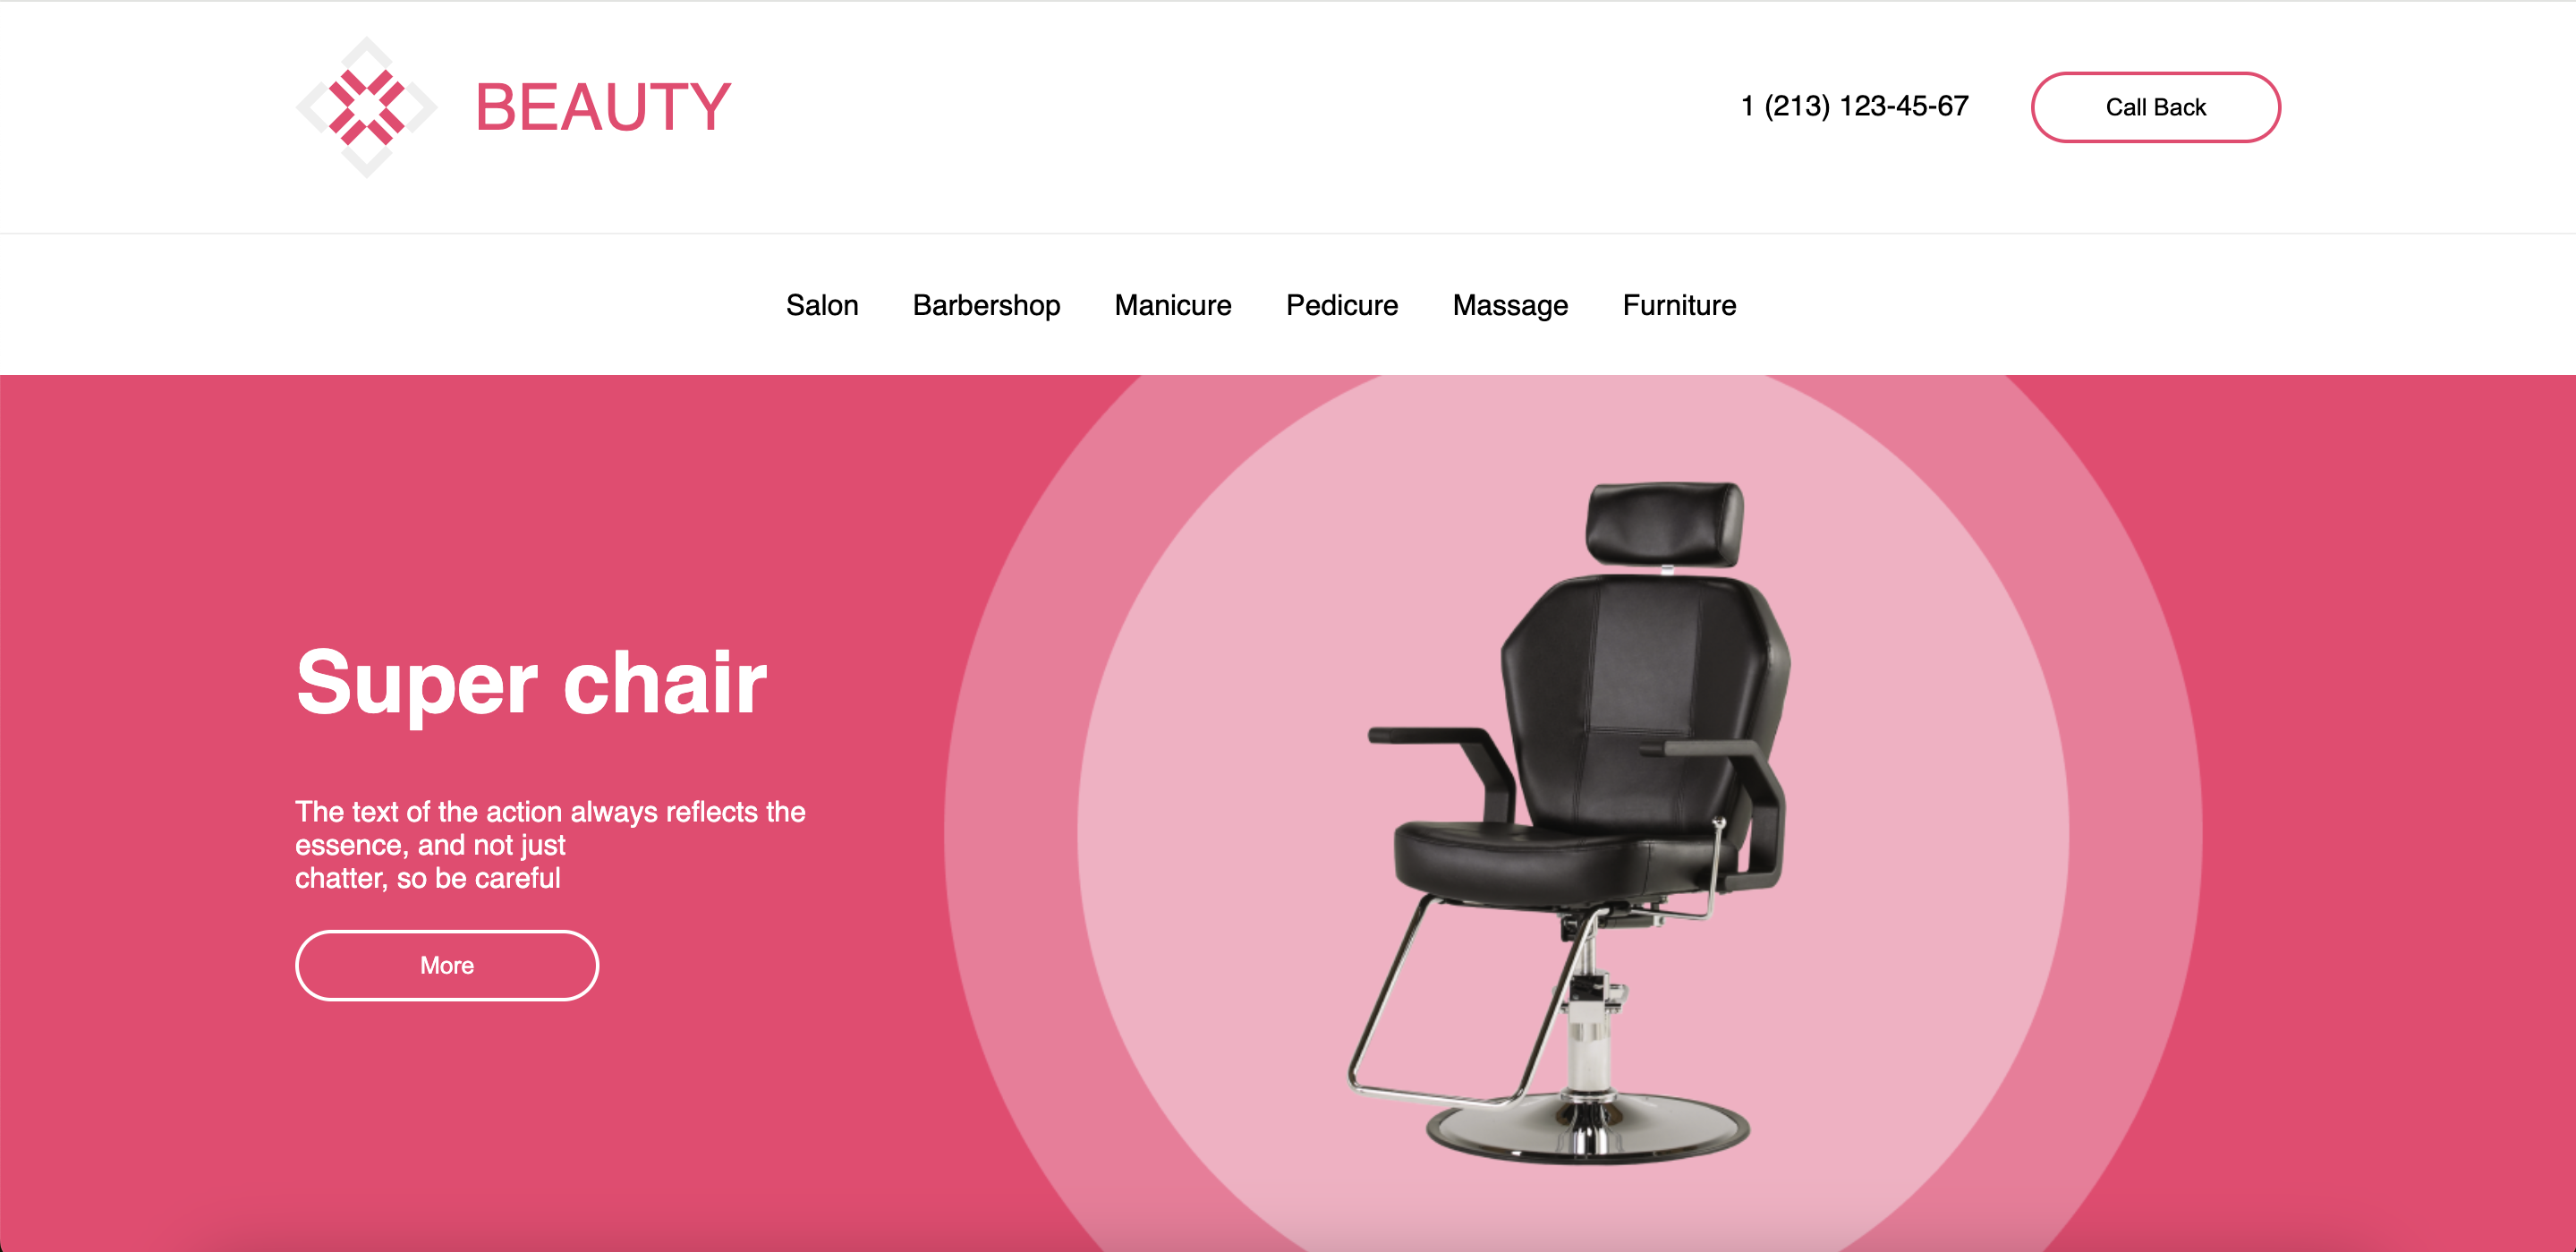 BEAUTY
1 (213) 123-45-67
Call Back
Salon Barbershop Manicure Pedicure Massage Furniture
Super chair
The text of the action always reflects the
essence, and not just
chatter, so be careful
More